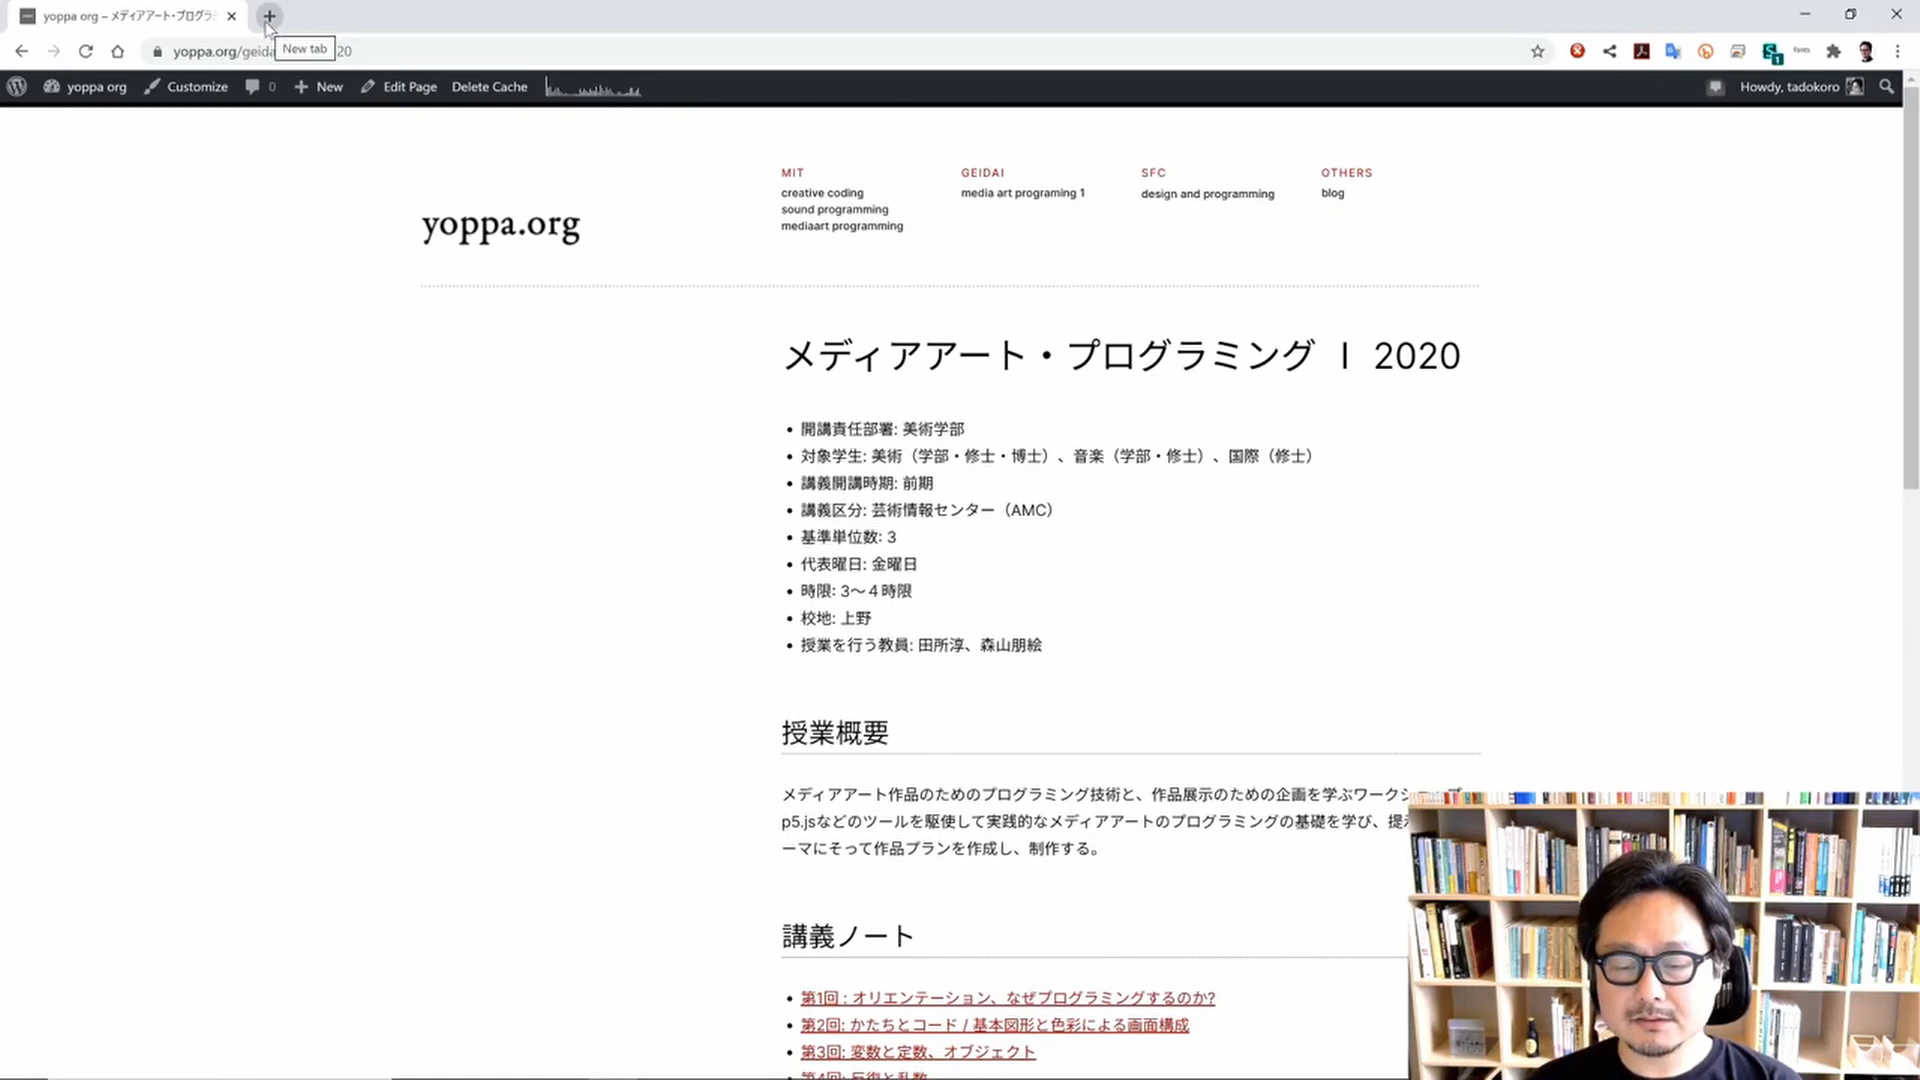 yoppa org – メディアアート・プログラミ
New tab
yoppa.org/geida
20
yoppa org
Customize
0
New
Edit Page
Delete Cache
Howdy, tadokoro
yoppa.org
MIT
creative coding
sound programming
mediaart programming
GEIDAI
media art programing 1
SFC
design and programming
OTHERS
blog
メディアアート・プログラミング I 2020
開講責任部署: 美術学部
対象学生: 美術（学部・修士・博士）、音楽（学部・修士）、国際（修士）
講義開講時期: 前期
講義区分: 芸術情報センター（AMC）
基準単位数: 3
代表曜日: 金曜日
時限: 3〜４時限
校地: 上野
授業を行う教員: 田所淳、森山朋絵
授業概要
メディアアート作品のためのプログラミング技術と、作品展示のための企画を学ぶワークショップ
p5.jsなどのツールを駆使して実践的なメディアアートのプログラミングの基礎を学び、提
ーマにそって作品プランを作成し、制作する。
講義ノート
第1回 : オリエンテーション、なぜプログラミングするのか?
第2回: かたちとコード / 基本図形と色彩による画面構成
第3回: 変数と定数、オブジェクト
第4回: 反復と乱数